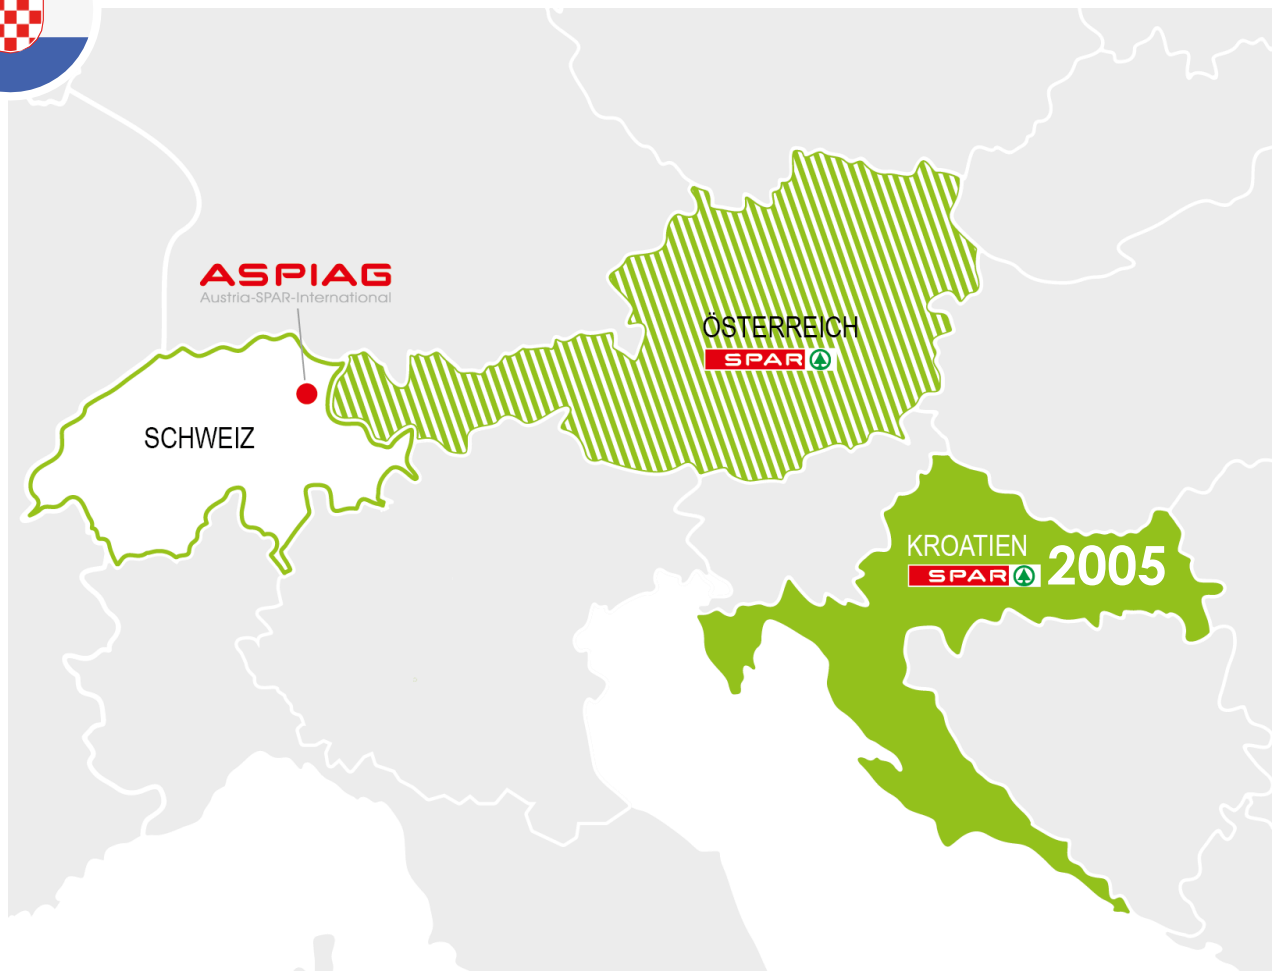 ASPIAG
Austria-SPAR-International
ÖSTERREICH
SPAR
SCHWEIZ
KROATIEN
SPAR
2005